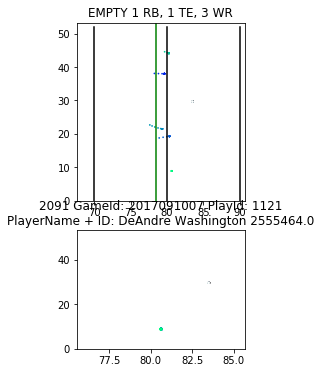 EMPTY 1 RB, 1 TE, 3 WR
50
40
30
20
10
0
70 75 80 85 90
2091 GameId: 2017091007 PlayId: 1121
PlayerName + ID: DeAndre Washington 2555464.0
40
20
0
77.5 80.0 82.5 85.0